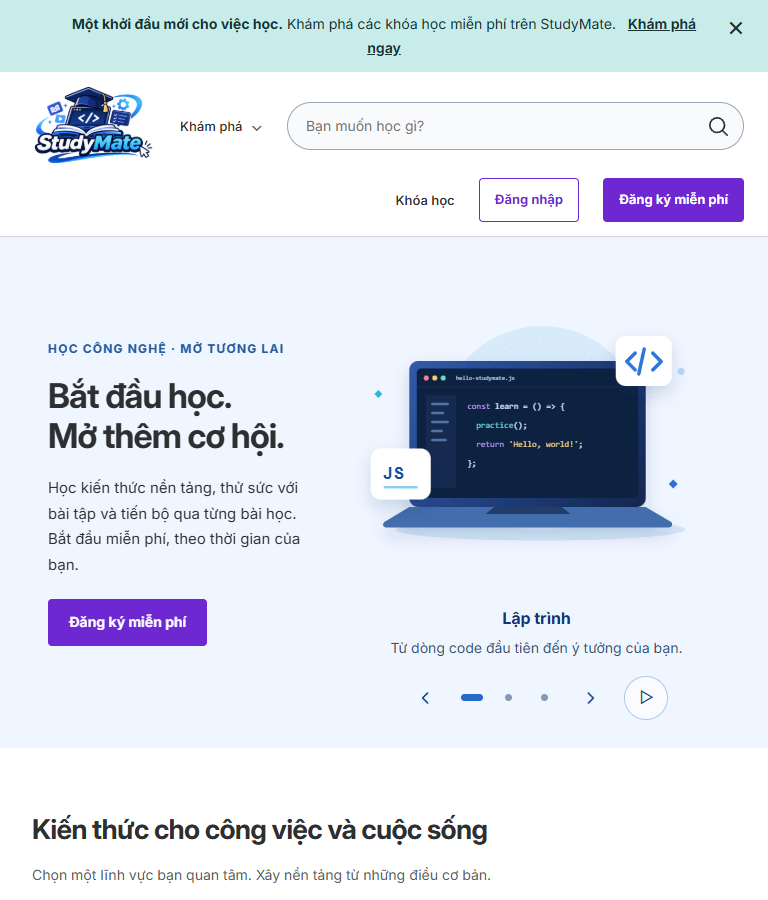 Một khởi đầu mới cho việc học. Khám phá các khóa học miễn phí trên StudyMate. Khám phá
ngay
StudyMate
</>
Khám phá
Bạn muốn học gì?
Khóa học
Đăng nhập
Đăng ký miễn phí
HỌC CÔNG NGHỆ · MỞ TƯƠNG LAI
Bắt đầu học.
Mở thêm cơ hội.
Học kiến thức nền tảng, thử sức với
bài tập và tiến bộ qua từng bài học.
Bắt đầu miễn phí, theo thời gian của
bạn.
Đăng ký miễn phí
</>
hello-studymate.js
const learn = () => {
practice();
return 'Hello, world!';
};
JS
Lập trình
Từ dòng code đầu tiên đến ý tưởng của bạn.
Kiến thức cho công việc và cuộc sống
Chọn một lĩnh vực bạn quan tâm. Xây nền tảng từ những điều cơ bản.